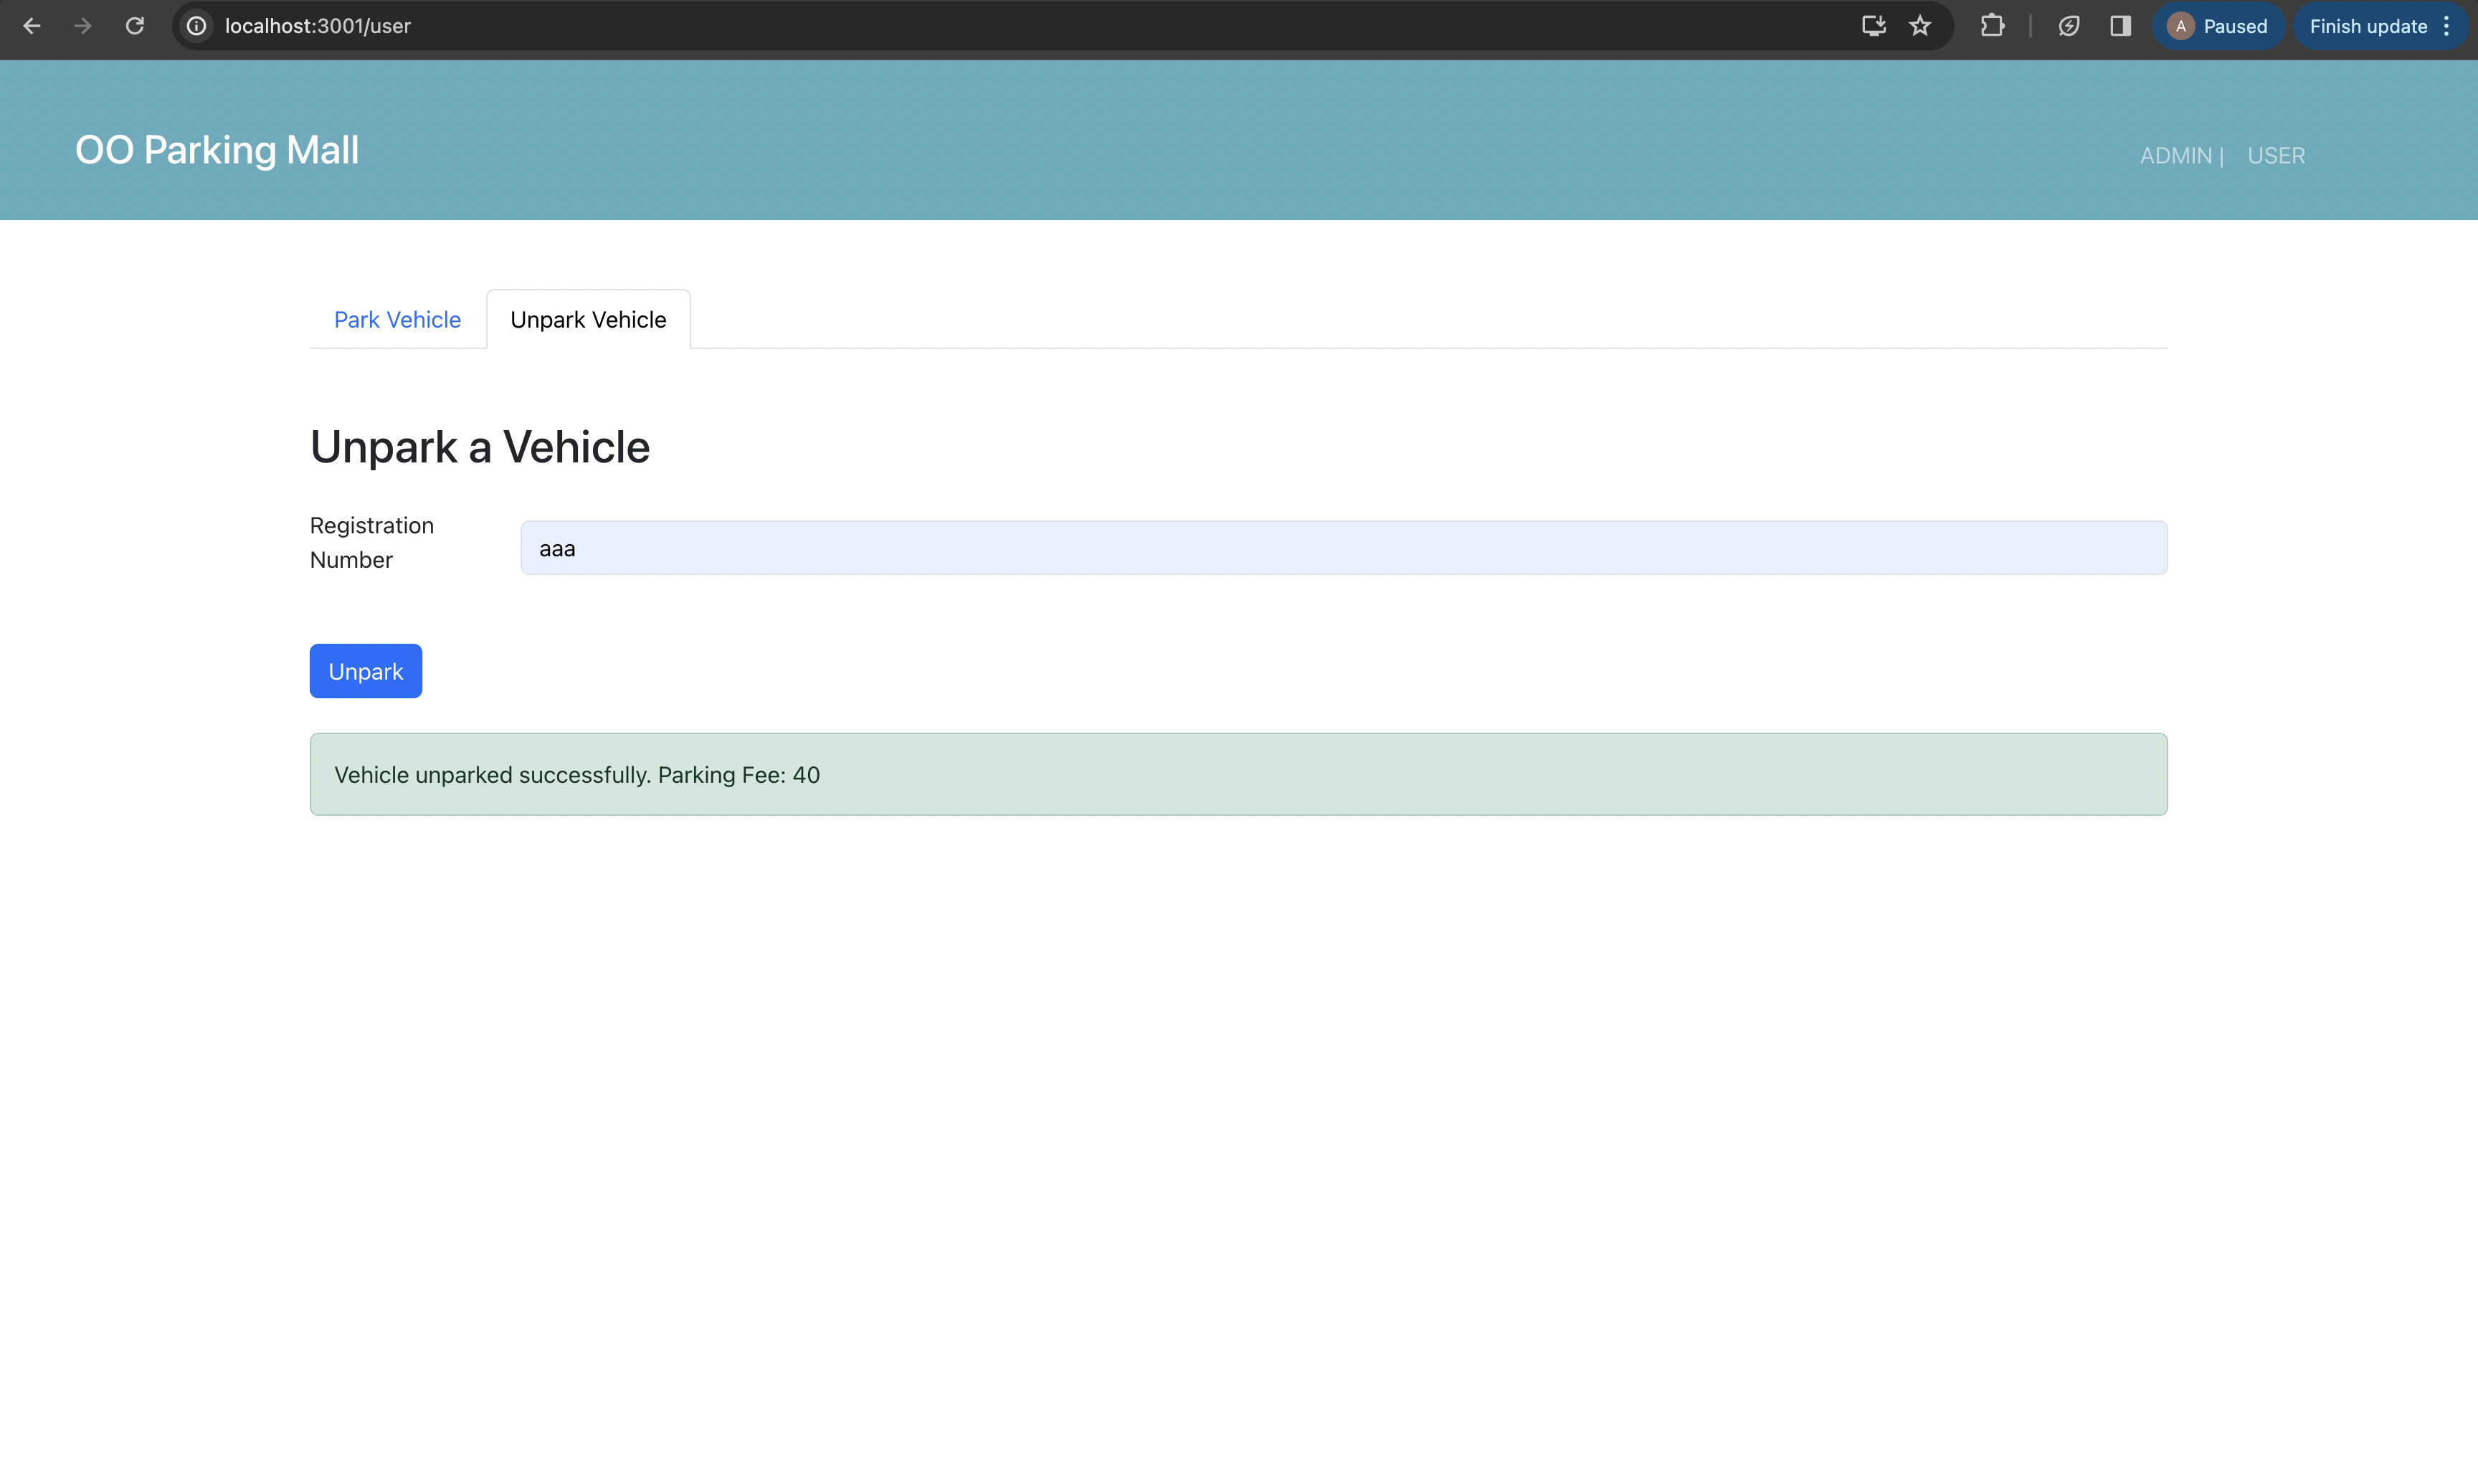 localhost:3001/user
A Paused
Finish update
OO Parking Mall
ADMIN | USER
Park Vehicle
Unpark Vehicle
Unpark a Vehicle
Registration
Number
aaa
Unpark
Vehicle unparked successfully. Parking Fee: 40